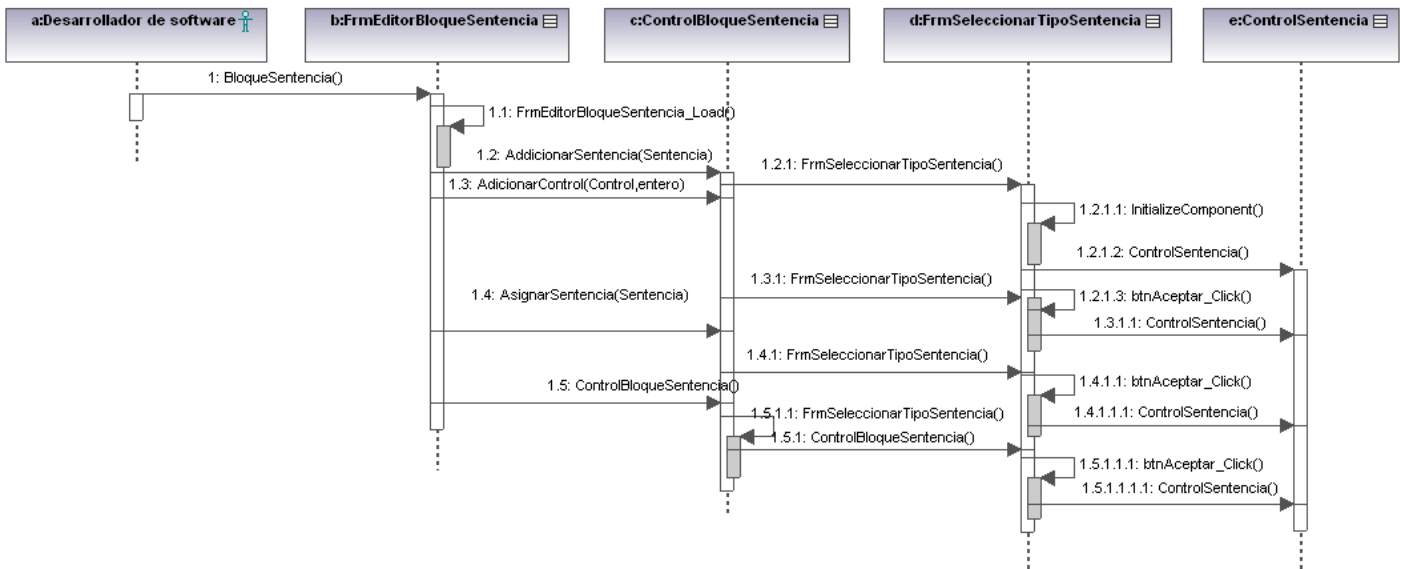 a:Desarrollador de software
b:FrmEditorBloqueSentencia
c:ControlBloqueSentencia
d:FrmSeleccionarTipoSentencia
e:ControlSentencia
1: BloqueSentencia()
1.1: FrmEditorBloqueSentencia_Load()
1.2: AddicionarSentencia(Sentencia)
1.2.1: FrmSeleccionarTipoSentencia()
1.3: AdicionarControl(Control,entero)
1.2.1.1: InitializeComponent()
1.2.1.2: ControlSentencia()
1.3.1: FrmSeleccionarTipoSentencia()
1.4: AsignarSentencia(Sentencia)
1.2.1.3: btnAceptar_Click()
1.3.1.1: ControlSentencia()
1.4.1: FrmSeleccionarTipoSentencia()
1.5: ControlBloqueSentencia()
1.4.1.1: btnAceptar_Click()
1.5.1.1: FrmSeleccionarTipoSentencia()
1.4.1.1.1: ControlSentencia()
1.5.1: ControlBloqueSentencia()
1.5.1.1.1: btnAceptar_Click()
1.5.1.1.1.1: ControlSentencia()